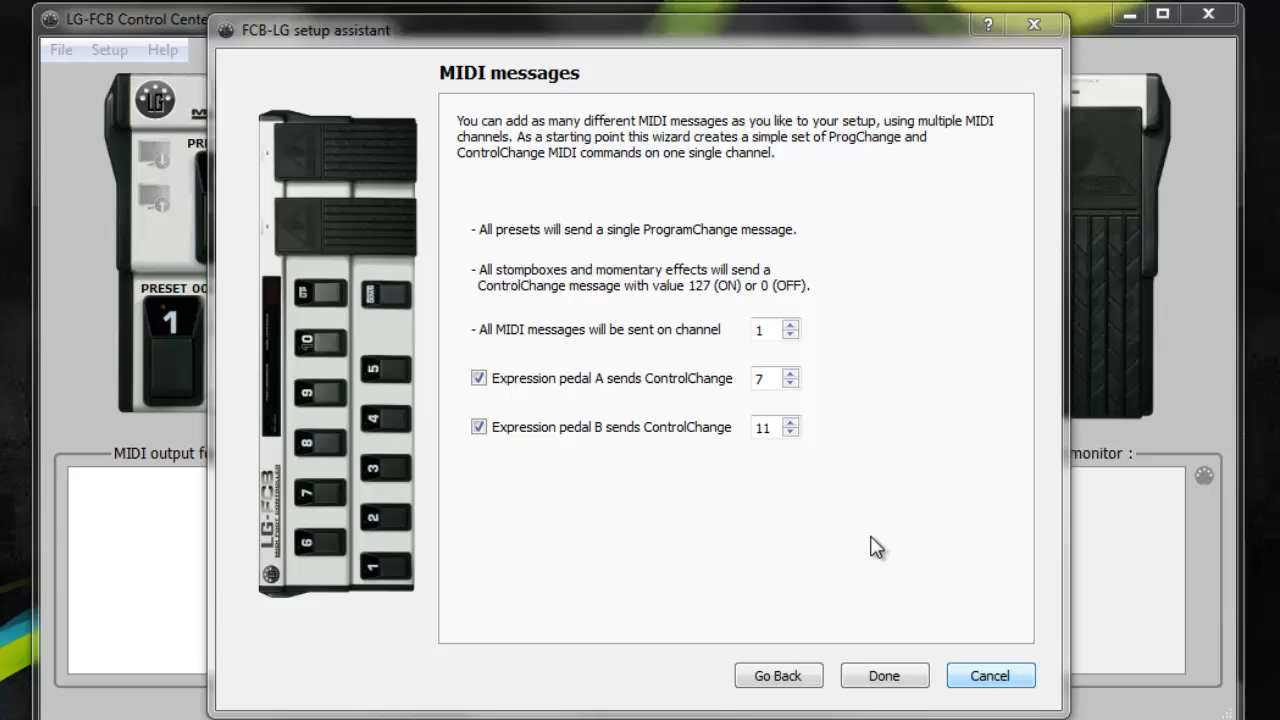 LG-FCB Control Cente
FCB-LG setup assistant
File Setup Help
MIDI messages
You can add as many different MIDI messages as you like to your setup, using multiple MIDI
channels. As a starting point this wizard creates a simple set of ProgChange and
ControlChange MIDI commands on one single channel.
- All presets will send a single ProgramChange message.
- All stompboxes and momentary effects will send a
ControlChange message with value 127 (ON) or 0 (OFF).
- All MIDI messages will be sent on channel 1
Expression pedal A sends ControlChange 7
Expression pedal B sends ControlChange 11
Go Back Done Cancel
LG
PRE
PRESET 00
1
MIDI output f
monitor :
UP
DOWN
10
5
9
4
8
3
7
2
6
1